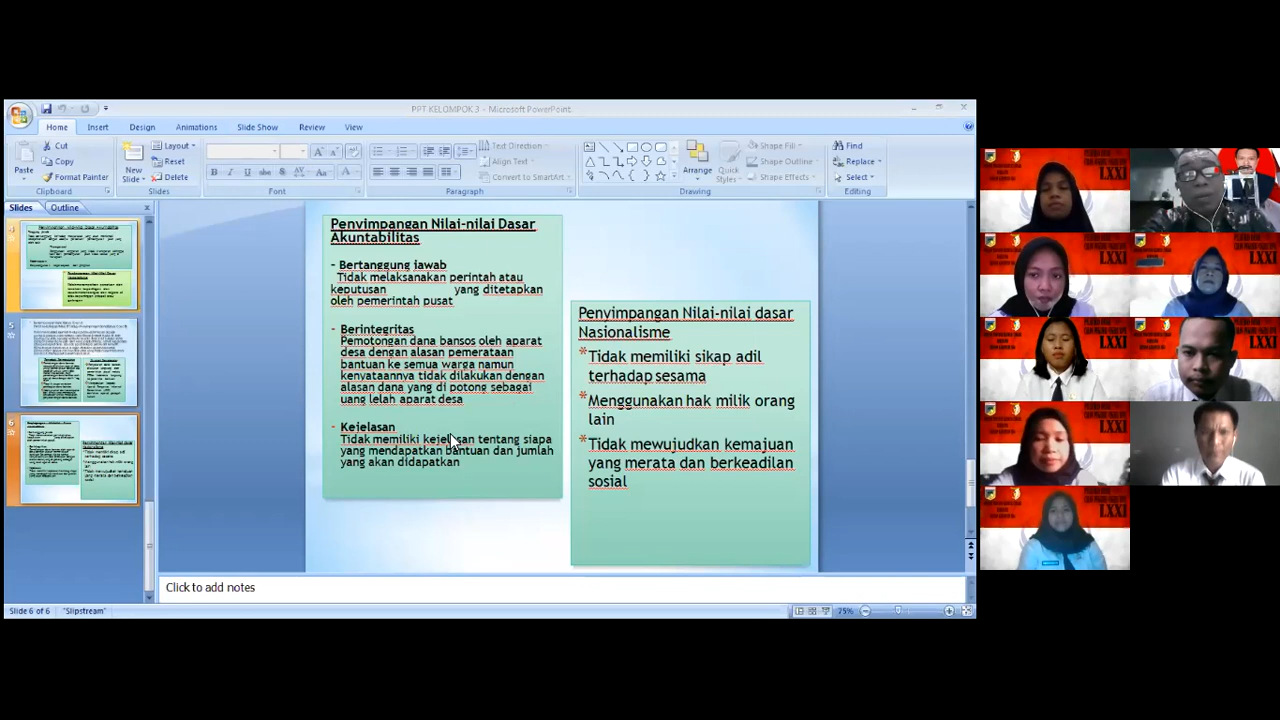 PPT KELOMPOK 3 - Microsoft PowerPoint
Home Insert Design Animations Slide Show Review View
Cut
Copy
Format Painter
Paste
Clipboard
New Slide
Layout
Reset
Delete
Slides
Font
Paragraph
Text Direction
Align Text
Convert to SmartArt
Arrange
Quick Styles
Shape Fill
Shape Outline
Shape Effects
Drawing
Find
Replace
Select
Editing
Slides Outline
4
5
6
Penyimpangan Nilai-nilai Dasar
Akuntabilitas
- Bertanggung jawab
Tidak melaksanakan perintah atau
keputusan yang ditetapkan
oleh pemerintah pusat
- Berintegritas
Pemotongan dana bansos oleh aparat
desa dengan alasan pemerataan
bantuan ke semua warga namun
kenyataannya tidak dilakukan dengan
alasan dana yang di potong sebagai
uang lelah aparat desa
- Kejelasan
Tidak memiliki kejelasan tentang siapa
yang mendapatkan bantuan dan jumlah
yang akan didapatkan
Penyimpangan Nilai-nilai dasar
Nasionalisme
*Tidak memiliki sikap adil
terhadap sesama
*Menggunakan hak milik orang
lain
*Tidak mewujudkan kemajuan
yang merata dan berkeadilan
sosial
Click to add notes
Slide 6 of 6 "Slipstream" 75%
LXXI
LXXI
LXXI
LXXI
LXXI
LXXI